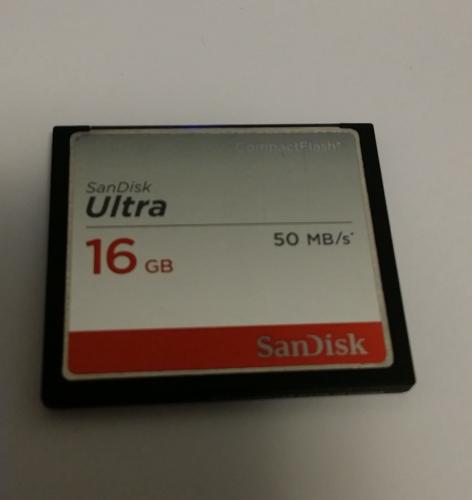 CompactFlash®
SanDisk
Ultra
16 GB
50 MB/s*
SanDisk